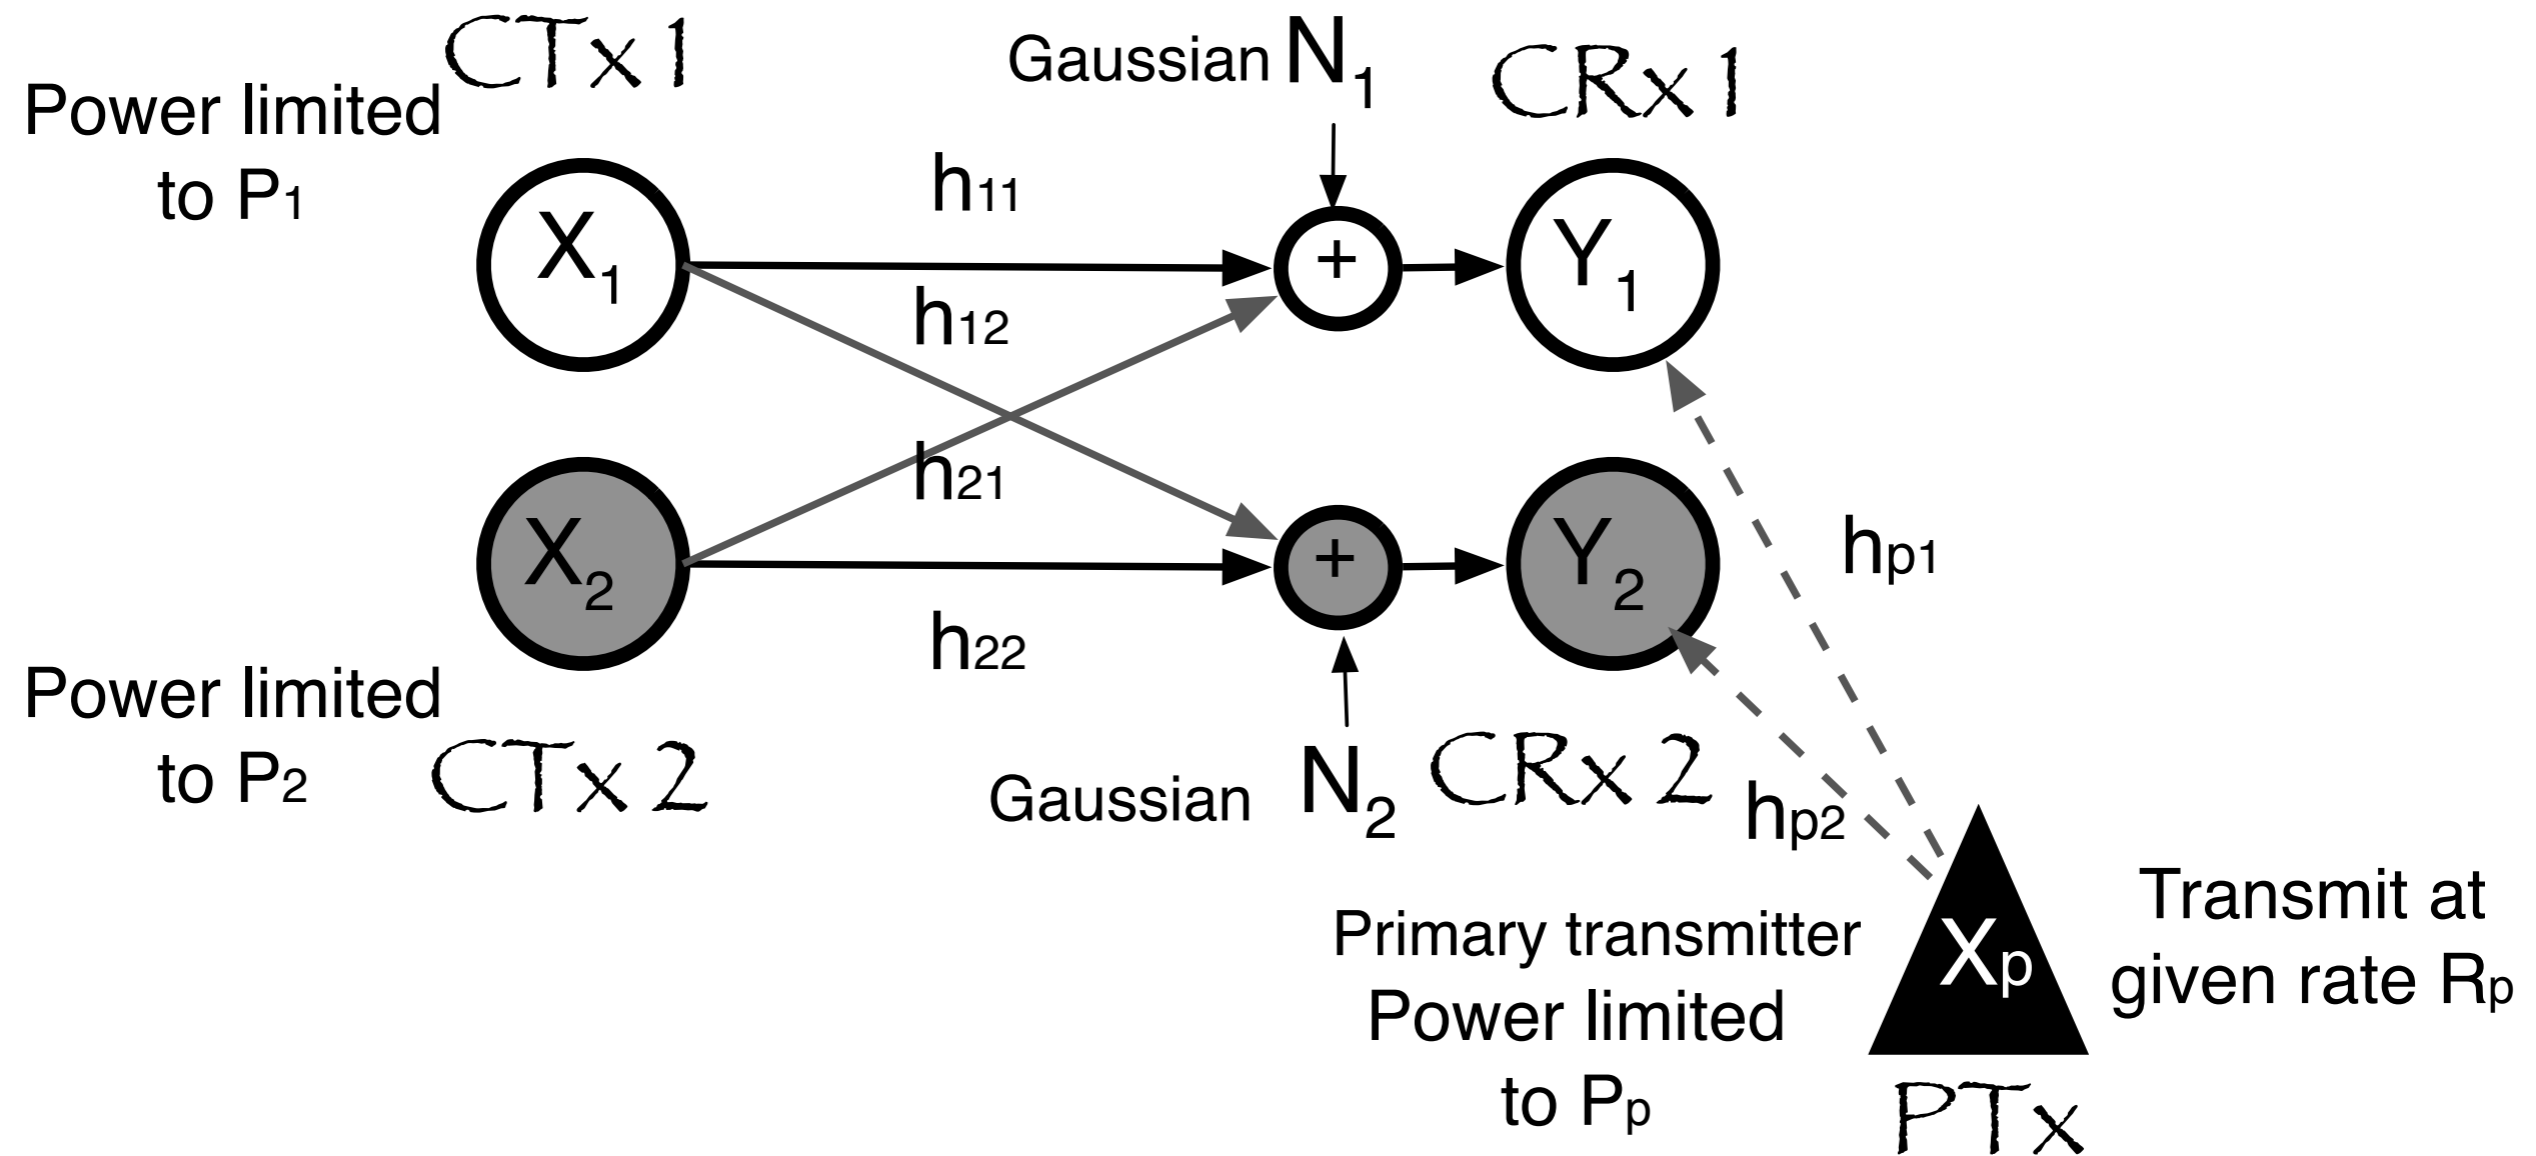 CTx 1
Gaussian N1
CRx 1
Power limited
to P1
h11
X1
+
Y1
h12
h21
hp1
X2
+
Y2
h22
Power limited
to P2
CTx 2
Gaussian N2
CRx 2
hp2
Primary transmitter
Power limited
to Pp
Xp
Transmit at
given rate Rp
PTx